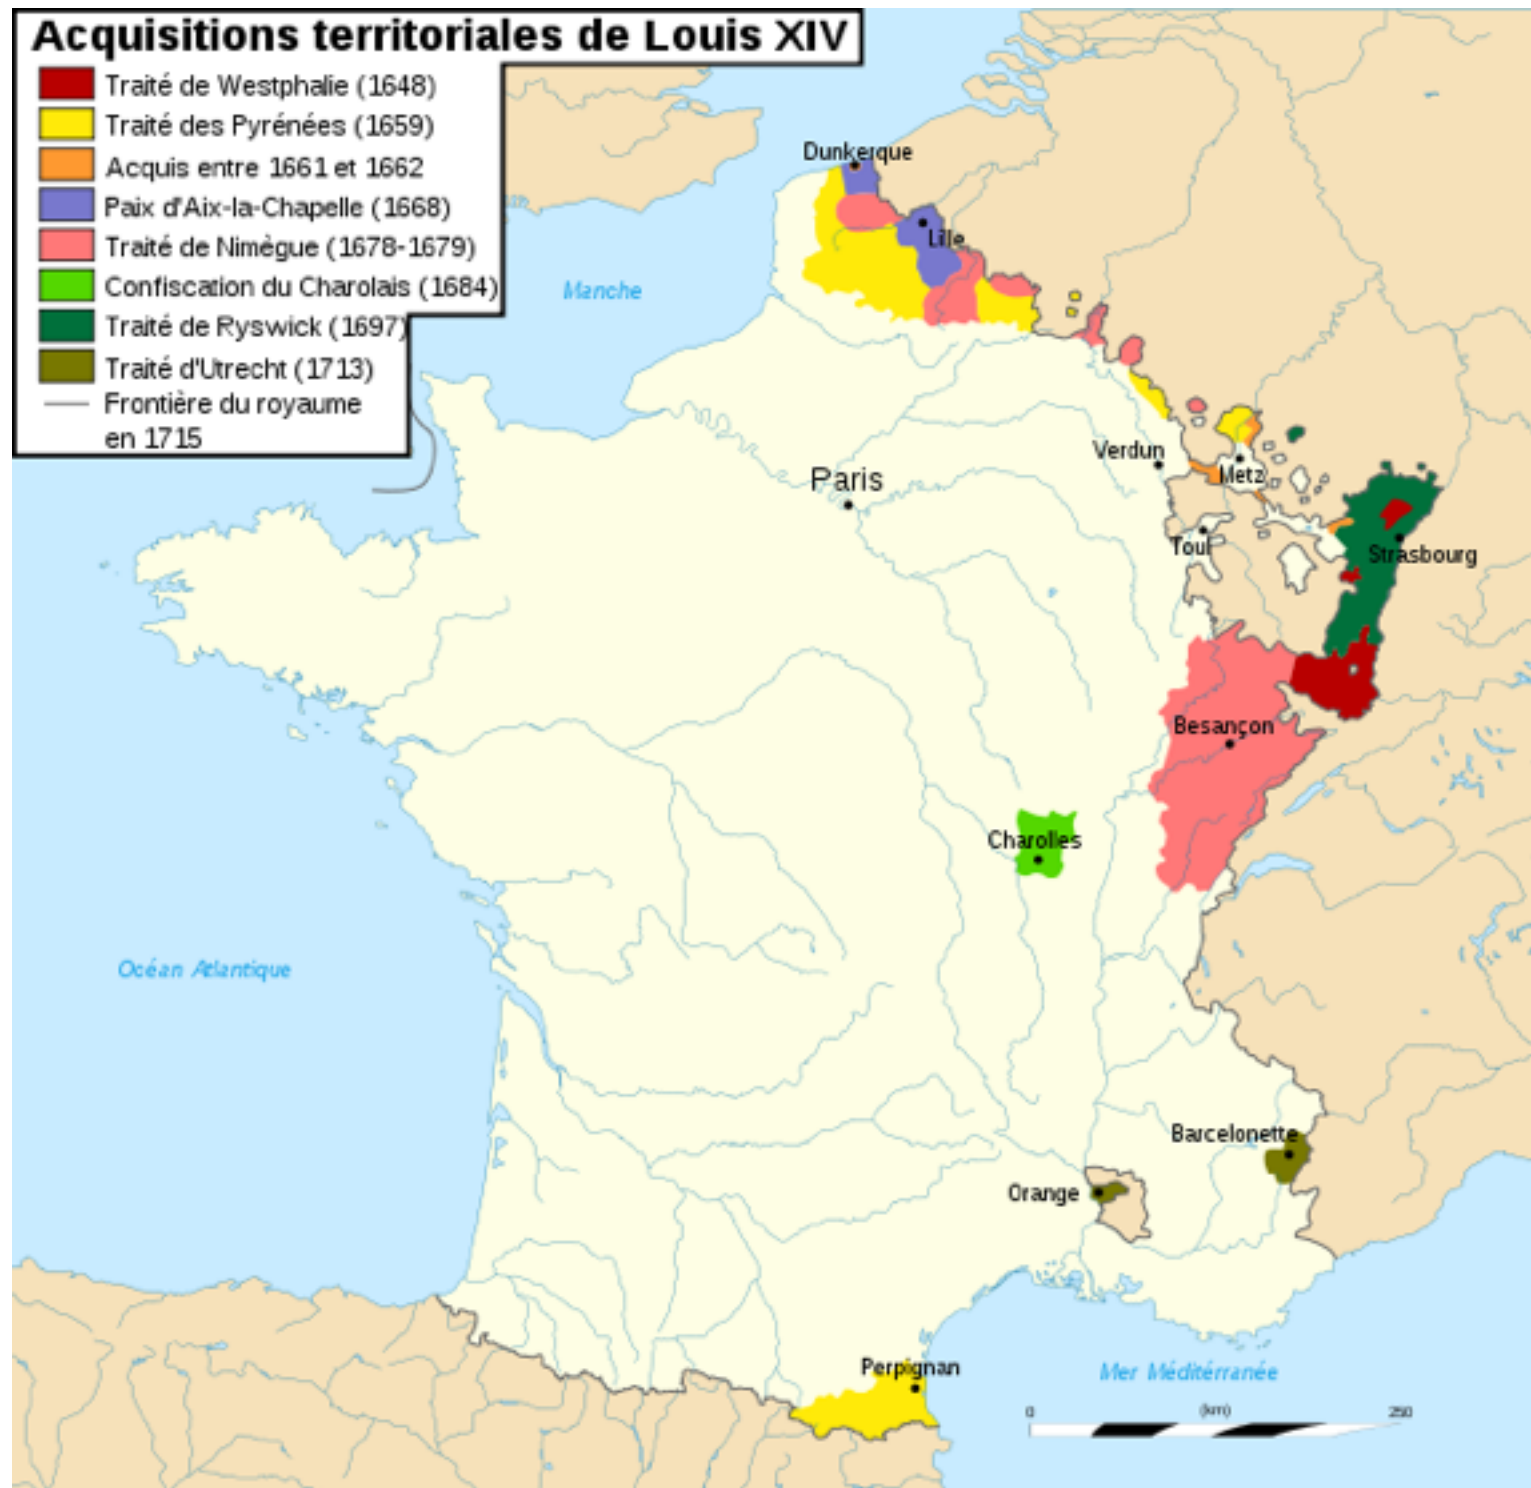 Acquisitions territoriales de Louis XIV
Traité de Westphalie (1648)
Traité des Pyrénées (1659)
Acquis entre 1661 et 1662
Paix d'Aix-la-Chapelle (1668)
Traité de Nimègue (1678-1679)
Confiscation du Charolais (1684)
Traité de Ryswick (1697)
Traité d'Utrecht (1713)
Frontière du royaume
en 1715
Dunkerque
Lille
Manche
Verdun
Metz
Paris
Toul
Strasbourg
Besançon
Charolles
Océan Atlantique
Barcelonette
Orange
Perpignan
Mer Méditérranée
0 (km) 250